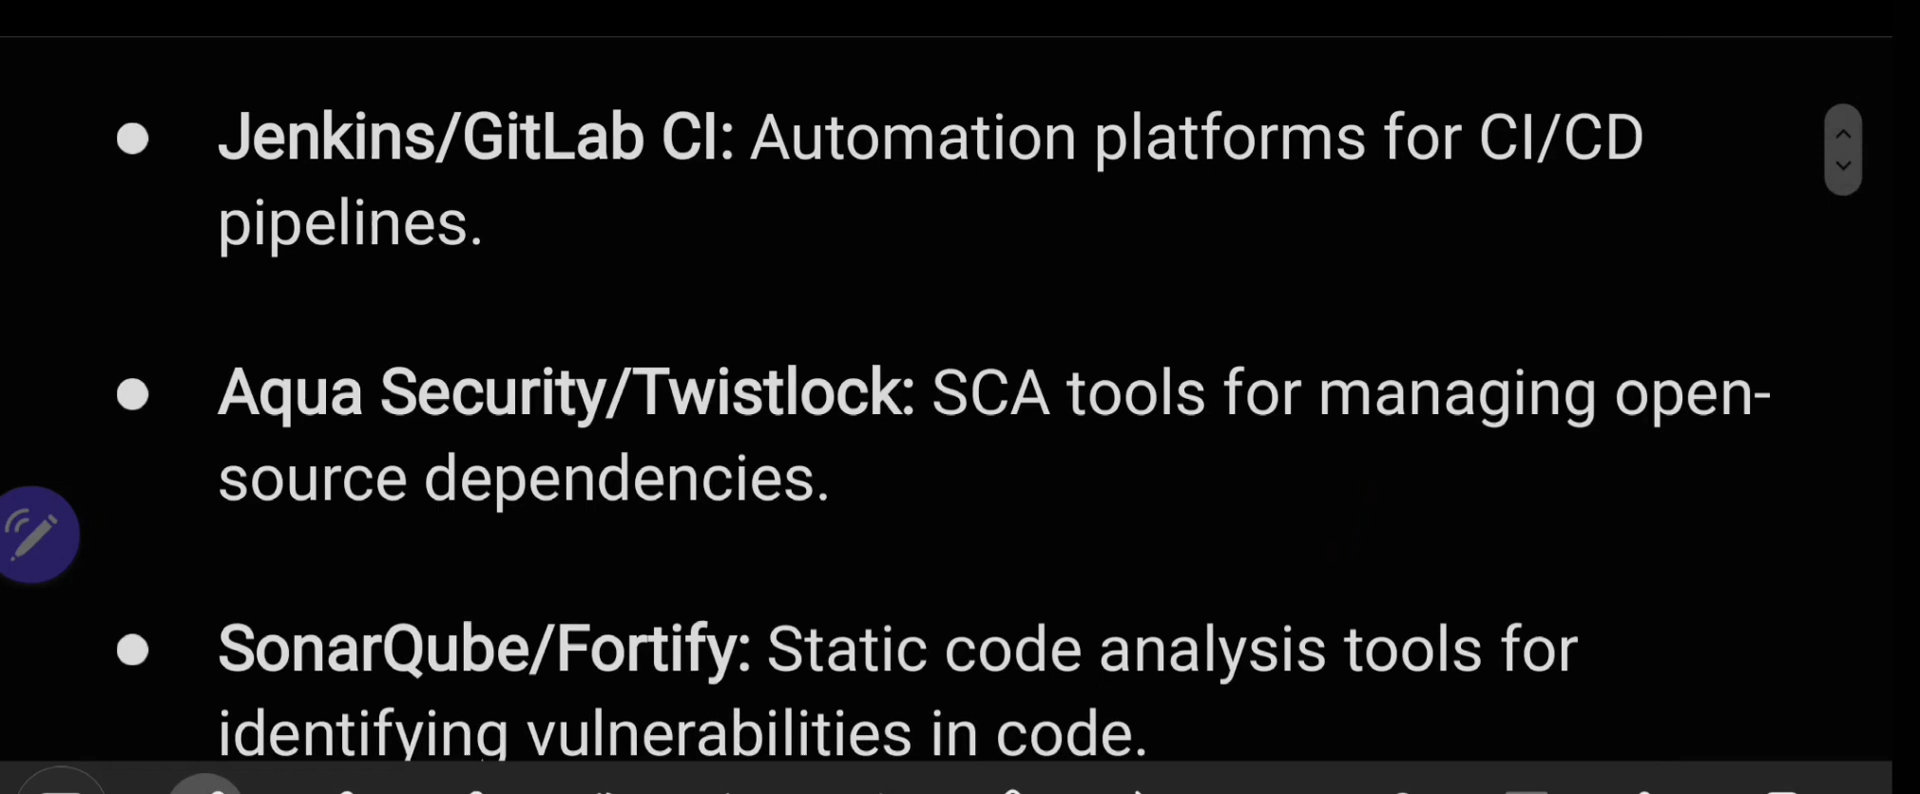 Jenkins/GitLab CI: Automation platforms for CI/CD
pipelines.
Aqua Security/Twistlock: SCA tools for managing open-
source dependencies.
SonarQube/Fortify: Static code analysis tools for
identifying vulnerabilities in code.